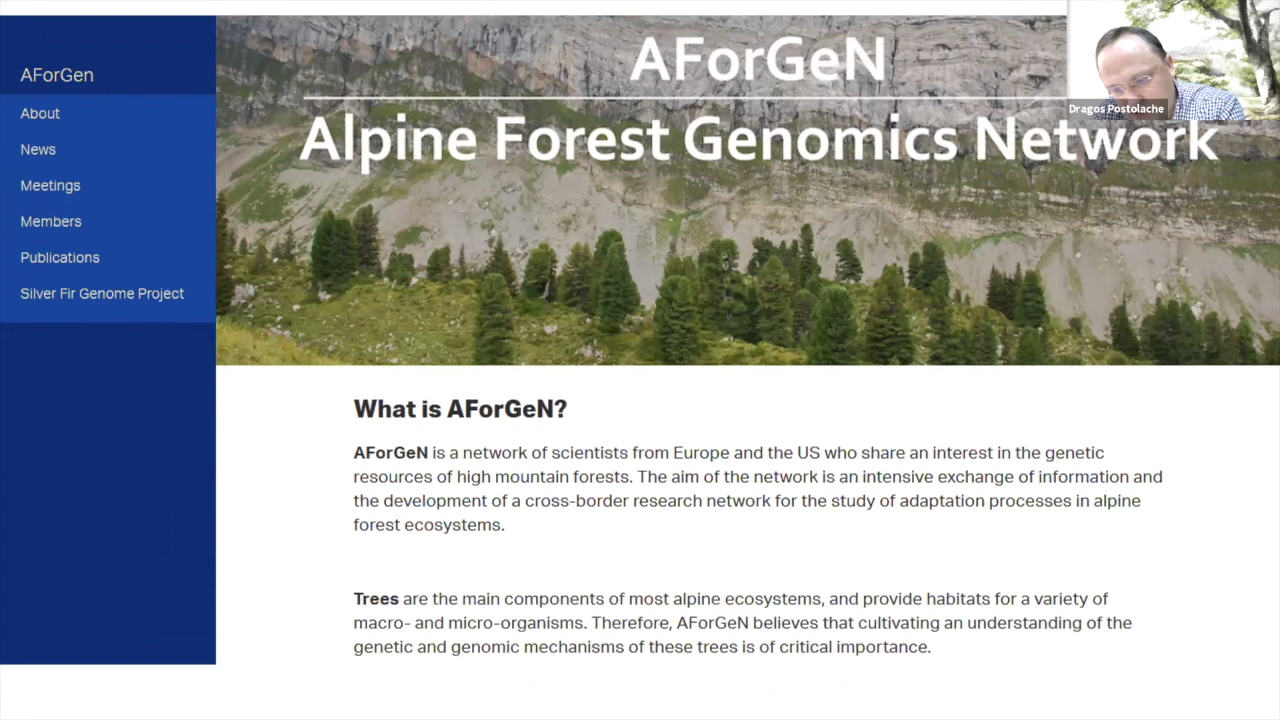 AForGen
About
News
Meetings
Members
Publications
Silver Fir Genome Project
AForGeN
Alpine Forest Genomics Network
Dragos Postolache
What is AForGeN?
AForGeN is a network of scientists from Europe and the US who share an interest in the genetic
resources of high mountain forests. The aim of the network is an intensive exchange of information and
the development of a cross-border research network for the study of adaptation processes in alpine
forest ecosystems.
Trees are the main components of most alpine ecosystems, and provide habitats for a variety of
macro- and micro-organisms. Therefore, AForGeN believes that cultivating an understanding of the
genetic and genomic mechanisms of these trees is of critical importance.